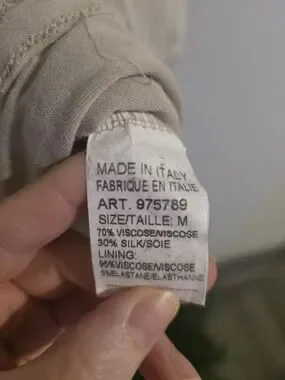 MADE IN ITALY
FABRIQUE EN ITALIE
ART. 975789
SIZE/TAILLE: M
70% VISCOSE/VISCOSE
30% SILK/SOIE
LINING:
95%VISCOSE/VISCOSE
5%ELASTANE/ELASTHANNE